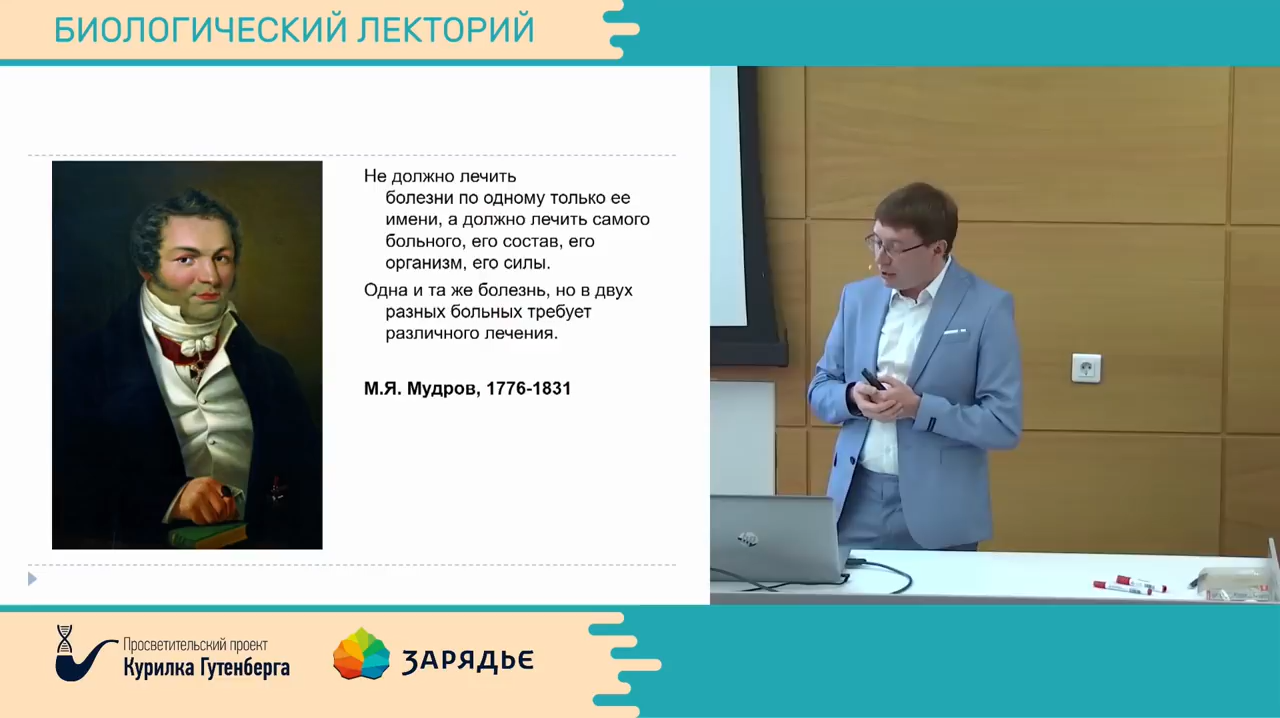 БИОЛОГИЧЕСКИЙ ЛЕКТОРИЙ
Не должно лечить
болезни по одному только ее
имени, а должно лечить самого
больного, его состав, его
организм, его силы.
Одна и та же болезнь, но в двух
разных больных требует
различного лечения.
М.Я. Мудров, 1776-1831
Просветительский проект
Курилка Гутенберга
ЗАРЯДЬЕ
hp